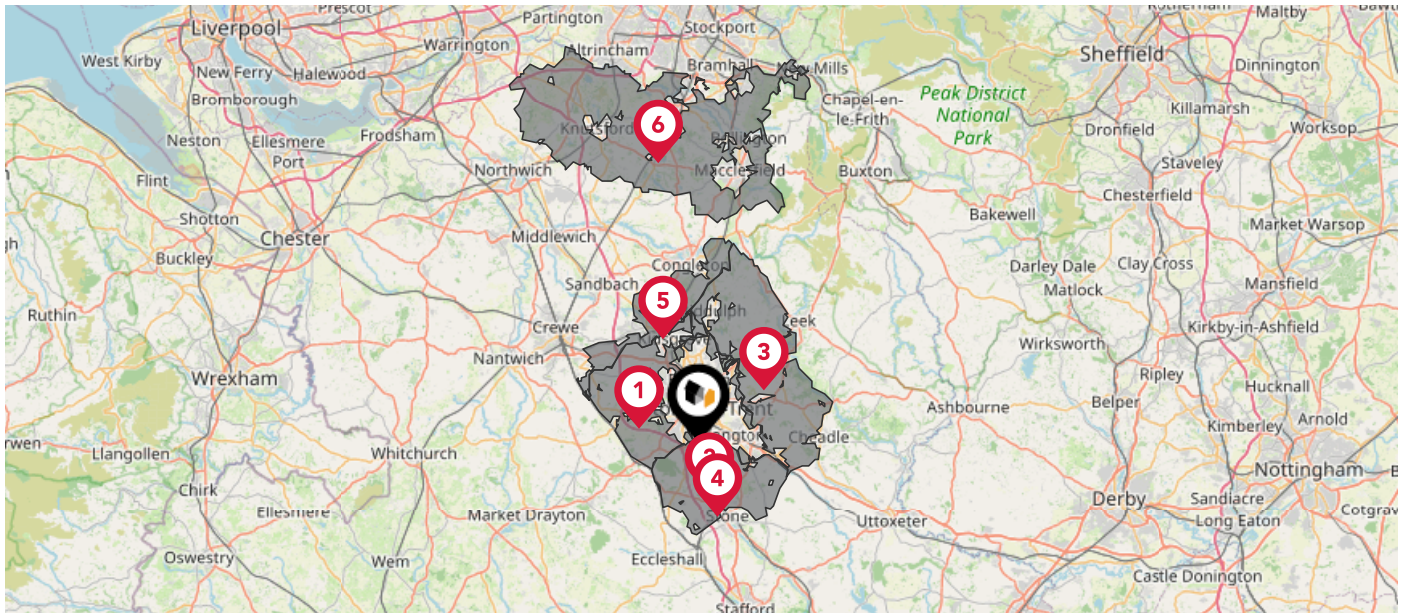 Prescot
Partington
Stockport
Rotherham
Maltby
Liverpool
Warrington
Altrincham
Sheffield
West Kirby
New Ferry
Halewood
Bramhall
New Mills
Dinnington
Bromborough
Chapel-en-
le-Frith
Peak District
National
Park
Killamarsh
Neston
Ellesmere
Port
Frodsham
Knutsford
6
Dronfield
Worksop
Flint
Northwich
Macclesfield
Buxton
Staveley
Chesterfield
Shotton
Chester
Middlewich
Bakewell
Market Warsop
Buckley
Congleton
Darley Dale
Clay Cross
Sandbach
Matlock
Mansfield
Ruthin
5
Crewe
Kirkby-in-Ashfield
Nantwich
3
Wirksworth
Wrexham
1
Ripley
Hucknall
Trent
Ashbourne
Belper
Arnold
Kimberley
Cheadle
Llangollen
Whitchurch
2
4
Nottingham
Chirk
Derby
Sandiacre
Ellesmere
Market Drayton
Stone
Uttoxeter
Long Eaton
Oswestry
Wem
Eccleshall
Castle Donington
Stafford